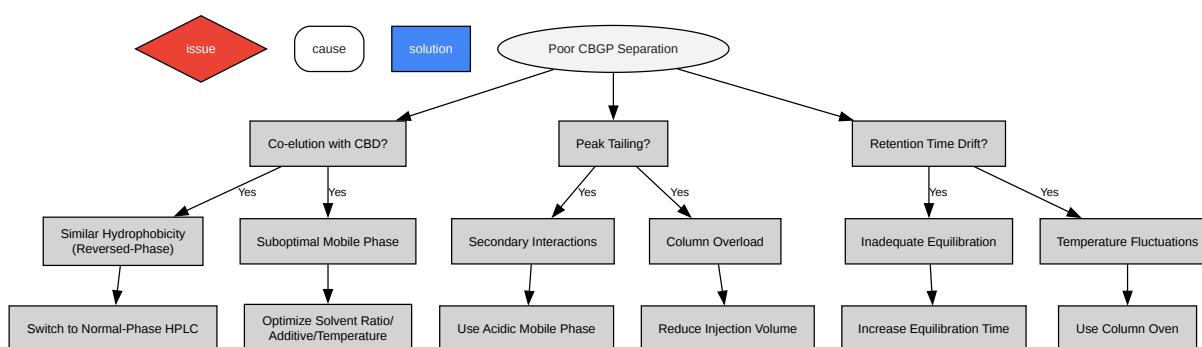 issue
cause
solution
Poor CBGP Separation
Co-elution with CBD?
Peak Tailing?
Retention Time Drift?
Yes
Yes
Yes
Yes
Yes
Yes
Similar Hydrophobicity
(Reversed-Phase)
Suboptimal Mobile Phase
Secondary Interactions
Column Overload
Inadequate Equilibration
Temperature Fluctuations
Switch to Normal-Phase HPLC
Optimize Solvent Ratio/
Additive/Temperature
Use Acidic Mobile Phase
Reduce Injection Volume
Increase Equilibration Time
Use Column Oven